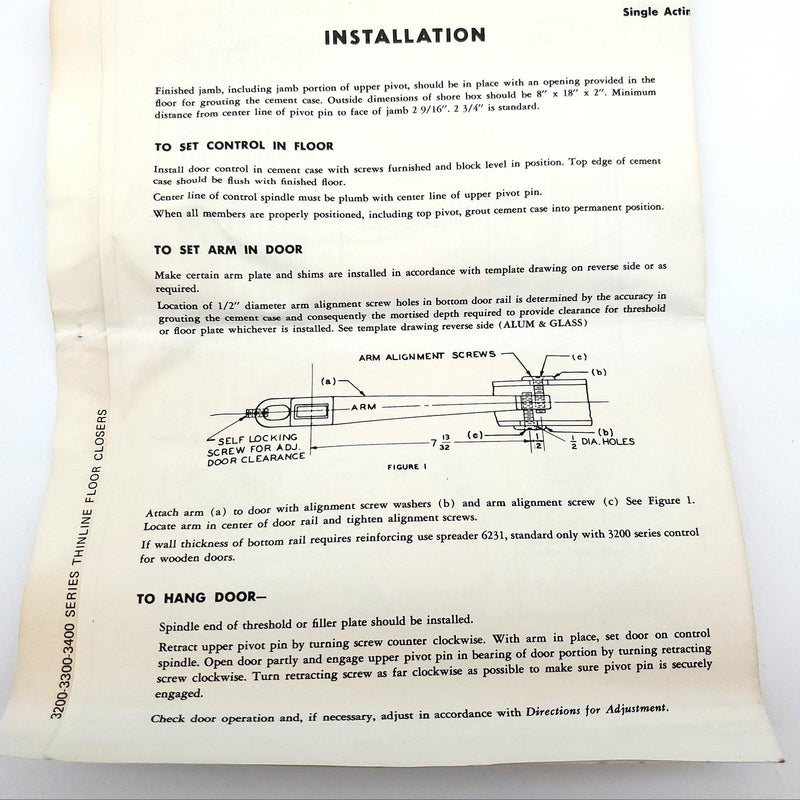 Single Actin
INSTALLATION
Finished jamb, including jamb portion of upper pivot, should be in place with an opening provided in the
floor for grouting the cement case. Outside dimensions of shore box should be 8" x 18" x 2". Minimum
distance from center line of pivot pin to face of jamb 2 9/16". 2 3/4" is standard.
TO SET CONTROL IN FLOOR
Install door control in cement case with screws furnished and block level in position. Top edge of cement
case should be flush with finished floor.
Center line of control spindle must be plumb with center line of upper pivot pin.
When all members are properly positioned, including top pivot, grout cement case into permanent position.
TO SET ARM IN DOOR
Make certain arm plate and shims are installed in accordance with template drawing on reverse side or as
required.
Location of 1/2" diameter arm alignment screw holes in bottom door rail is determined by the accuracy in
grouting the cement case and consequently the mortised depth required to provide clearance for threshold
or floor plate whichever is installed. See template drawing reverse side (ALUM & GLASS)
ARM ALIGNMENT SCREWS
(c)
(b)
(a)
ARM
SELF LOCKING
SCREW FOR ADJ.
DOOR CLEARANCE
7 13/32
(c)
1/2
(b)
1/2 DIA. HOLES
FIGURE 1
Attach arm (a) to door with alignment screw washers (b) and arm alignment screw (c) See Figure 1.
Locate arm in center of door rail and tighten alignment screws.
If wall thickness of bottom rail requires reinforcing use spreader 6231, standard only with 3200 series control
for wooden doors.
TO HANG DOOR—
Spindle end of threshold or filler plate should be installed.
Retract upper pivot pin by turning screw counter clockwise. With arm in place, set door on control
spindle. Open door partly and engage upper pivot pin in bearing of door portion by turning retracting
screw clockwise. Turn retracting screw as far clockwise as possible to make sure pivot pin is securely
engaged.
Check door operation and, if necessary, adjust in accordance with Directions for Adjustment.
3200-3300-3400 SERIES THINLINE FLOOR CLOSERS